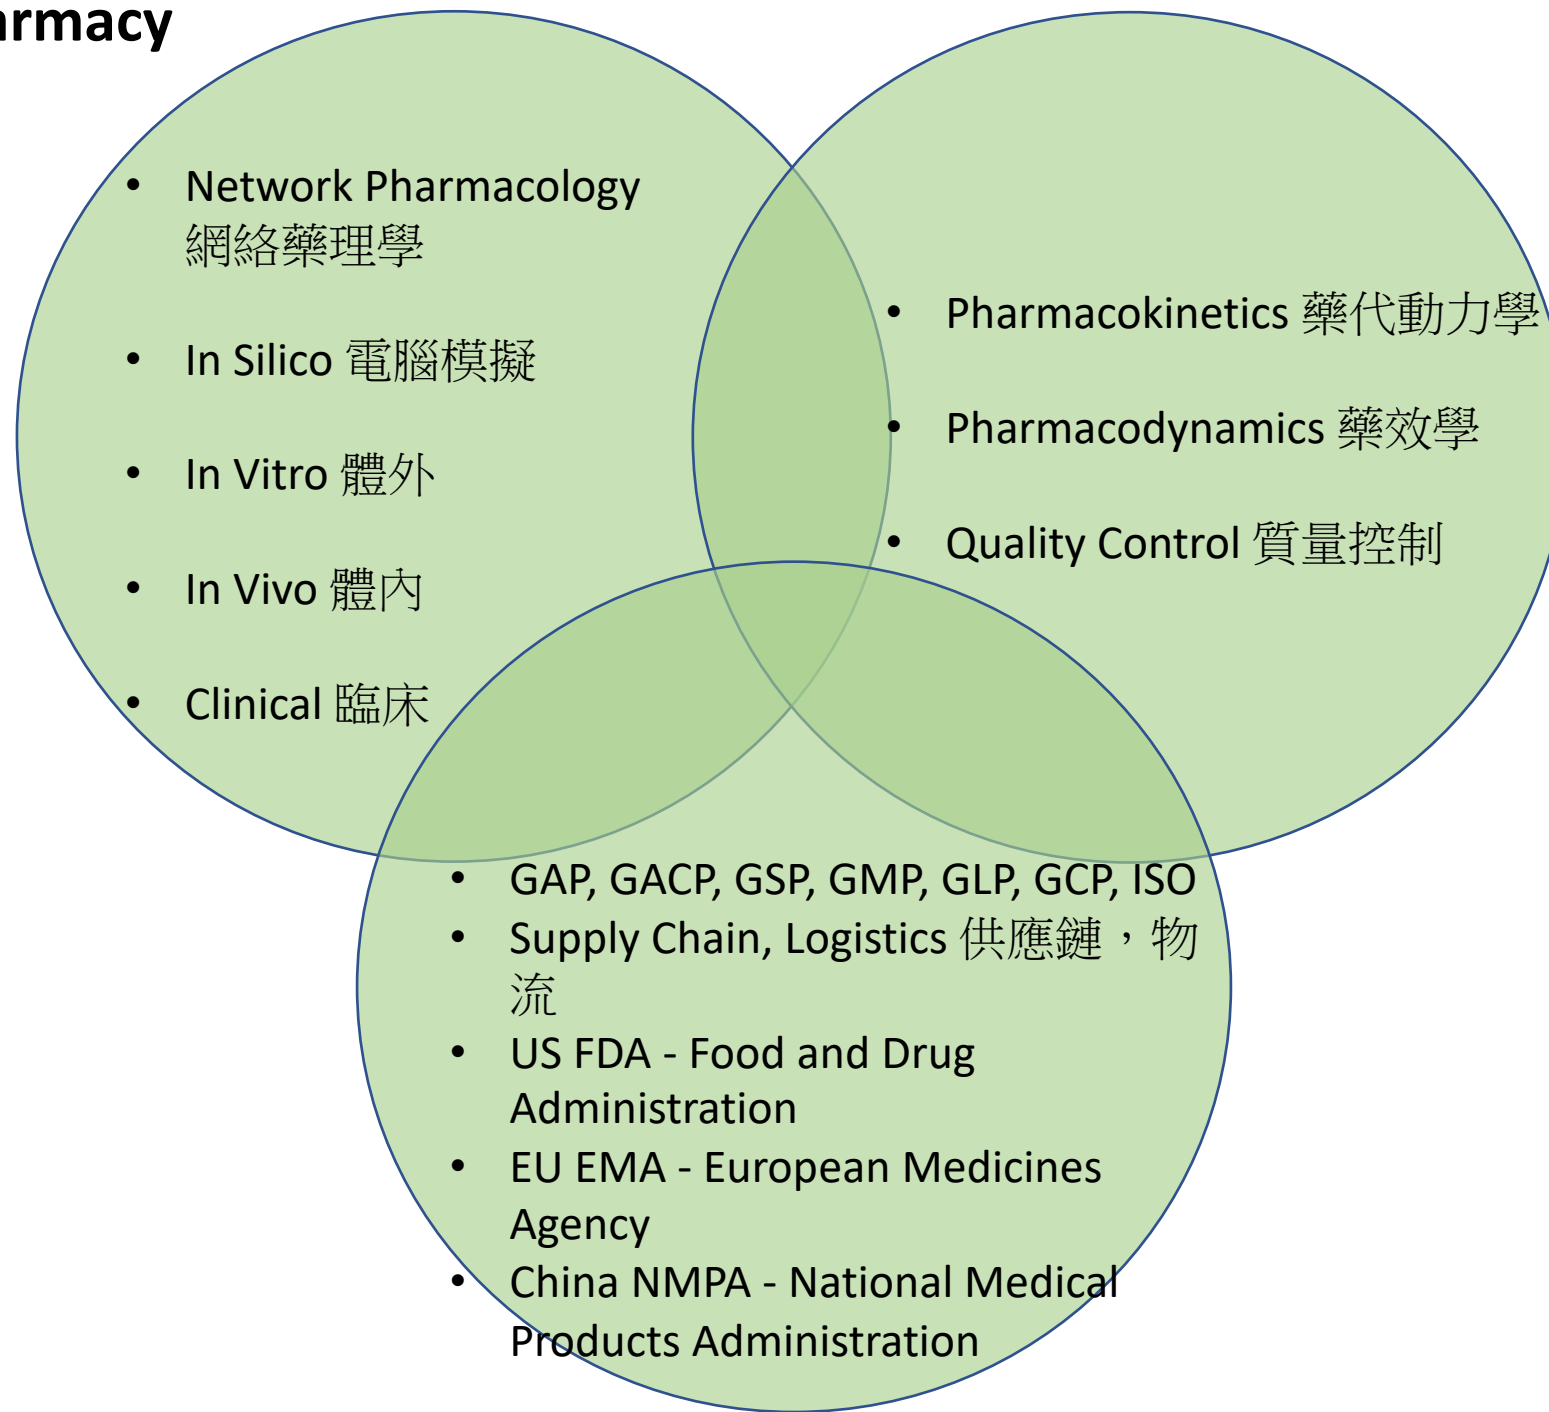 armacy
• Network Pharmacology
網絡藥理學
• In Silico 電腦模擬
• In Vitro 體外
• In Vivo 體內
• Clinical 臨床
• Pharmacokinetics 藥代動力學
• Pharmacodynamics 藥效學
• Quality Control 質量控制
• GAP, GACP, GSP, GMP, GLP, GCP, ISO
• Supply Chain, Logistics 供應鏈，物
流
• US FDA - Food and Drug
Administration
• EU EMA - European Medicines
Agency
• China NMPA - National Medical
Products Administration